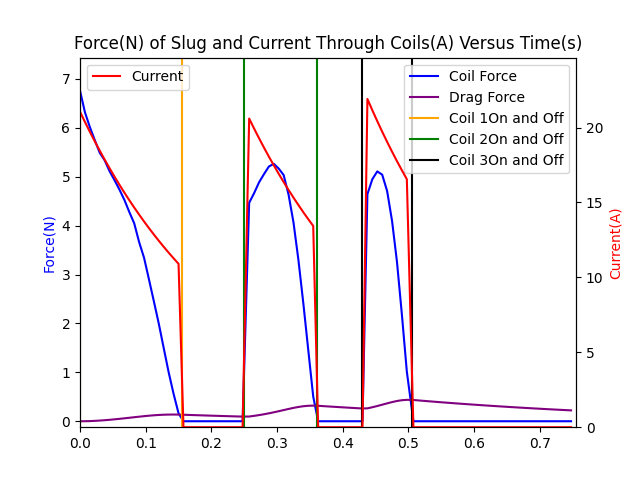 Force(N) of Slug and Current Through Coils(A) Versus Time(s)
Current
Coil Force
Drag Force
Coil 1On and Off
Coil 2On and Off
Coil 3On and Off
Force(N)
7
6
5
4
3
2
1
0
Current(A)
20
15
10
5
0
0.0 0.1 0.2 0.3 0.4 0.5 0.6 0.7